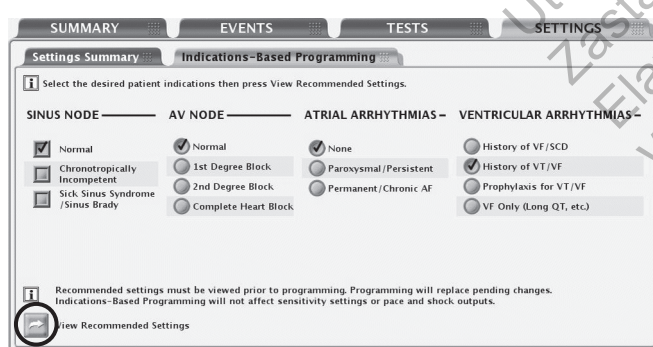 SUMMARY EVENTS TESTS SETTINGS
Settings Summary Indications-Based Programming
i Select the desired patient indications then press View Recommended Settings.
SINUS NODE AV NODE ATRIAL ARRHYTHMIAS VENTRICULAR ARRHYTHMIAS
Normal Normal None History of VF/SCD
Chronotropically
Incompetent
1st Degree Block Paroxysmal/Persistent History of VT/VF
Sick Sinus Syndrome
/Sinus Brady
2nd Degree Block Permanent/Chronic AF Prophylaxis for VT/VF
Complete Heart Block VF Only (Long QT, etc.)
i Recommended settings must be viewed prior to programming. Programming will replace pending changes.
Indications-Based Programming will not affect sensitivity settings or pace and shock outputs.
View Recommended Settings